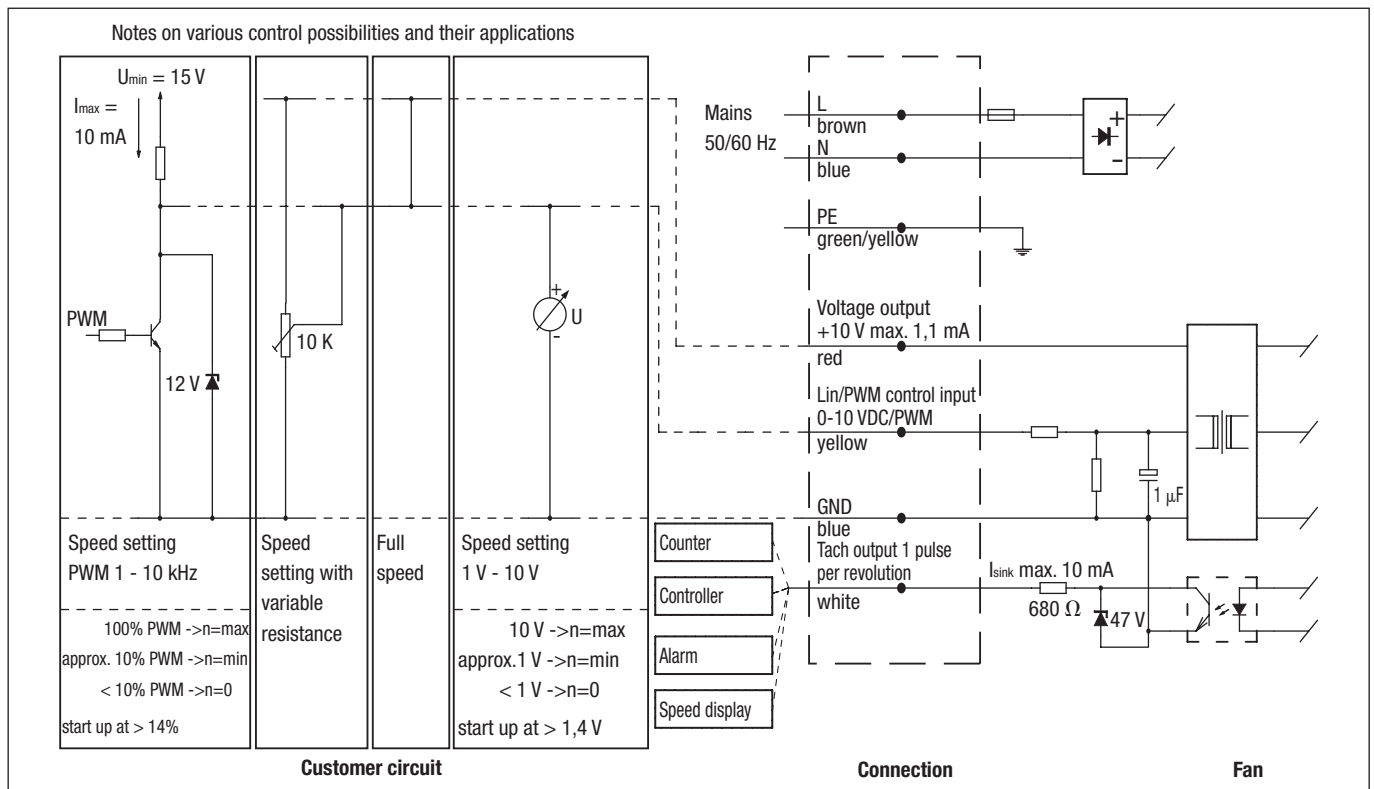 Notes on various control possibilities and their applications
Umin = 15 V
Imax =
10 mA
PWM
12 V
Speed setting
PWM 1 - 10 kHz
100% PWM ->n=max
approx. 10% PWM ->n=min
< 10% PWM ->n=0
start up at > 14%
10 K
Speed
setting with
variable
resistance
Full
speed
+
U
-
Speed setting
1 V - 10 V
10 V ->n=max
approx.1 V ->n=min
< 1 V ->n=0
start up at > 1,4 V
Customer circuit
Counter
Controller
Alarm
Speed display
Mains
50/60 Hz
L
brown
N
blue
PE
green/yellow
Voltage output
+10 V max. 1,1 mA
red
Lin/PWM control input
0-10 VDC/PWM
yellow
GND
blue
Tach output 1 pulse
per revolution
white
Connection
+
-
1 µF
Isink max. 10 mA
680 Ω
47 V
Fan